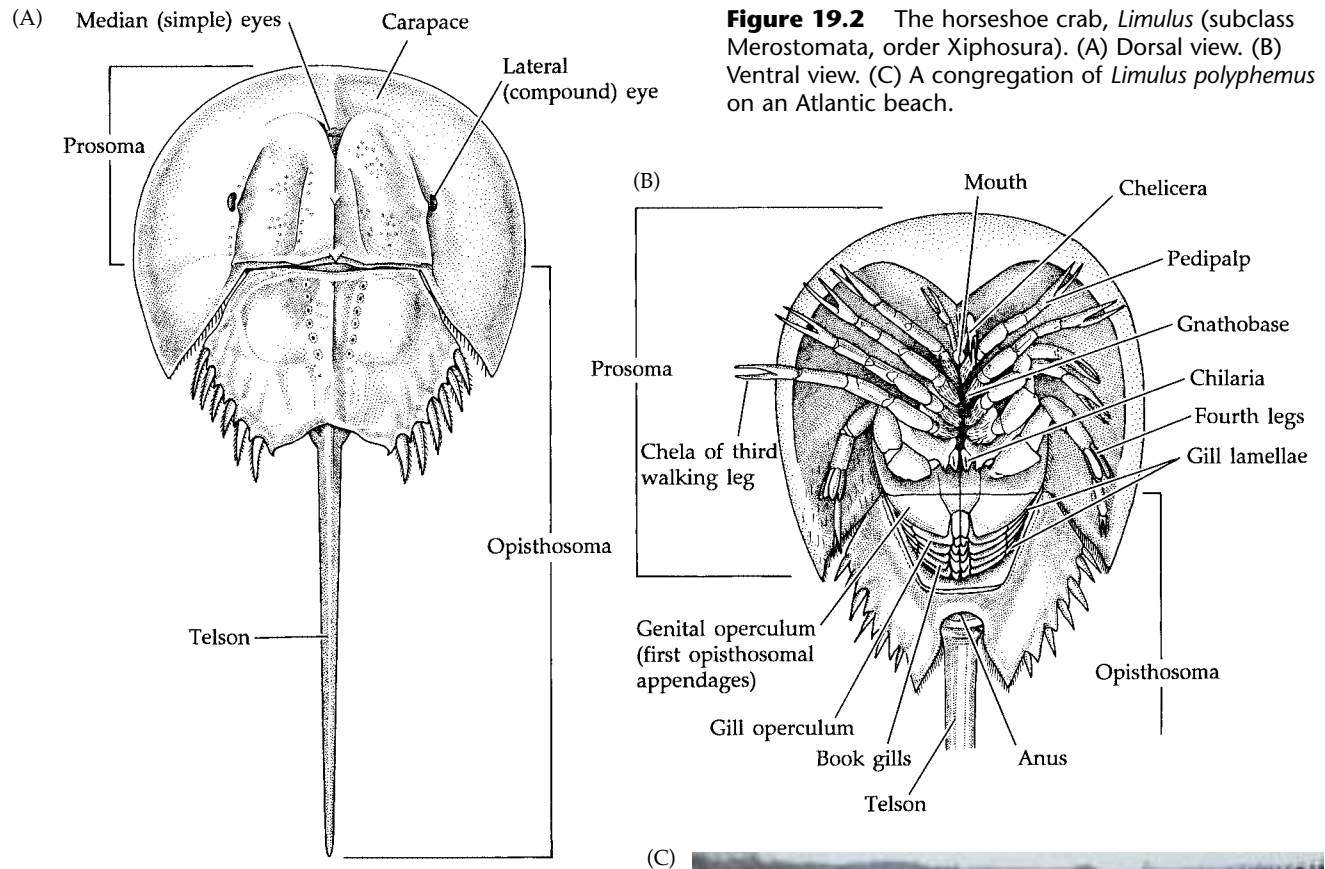 (A)
Median (simple) eyes
Carapace
Lateral
(compound) eye
Prosoma
Opisthosoma
Telson
Figure 19.2 The horseshoe crab, Limulus (subclass
Merostomata, order Xiphosura). (A) Dorsal view. (B)
Ventral view. (C) A congregation of Limulus polyphemus
on an Atlantic beach.
(B)
Mouth
Chelicera
Pedipalp
Gnathobase
Prosoma
Chilaria
Fourth legs
Chela of third
walking leg
Gill lamellae
Genital operculum
(first opisthosomal
appendages)
Opisthosoma
Gill operculum
Book gills
Anus
Telson
(C)